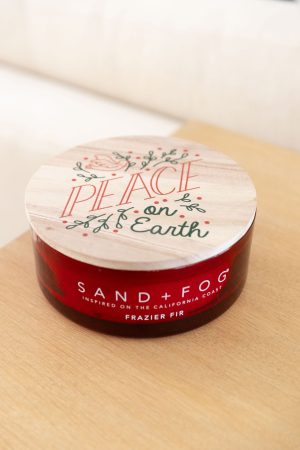 PEACE
on
Earth
SAND + FOG
INSPIRED ON THE CALIFORNIA COAST
FRAZIER FIR